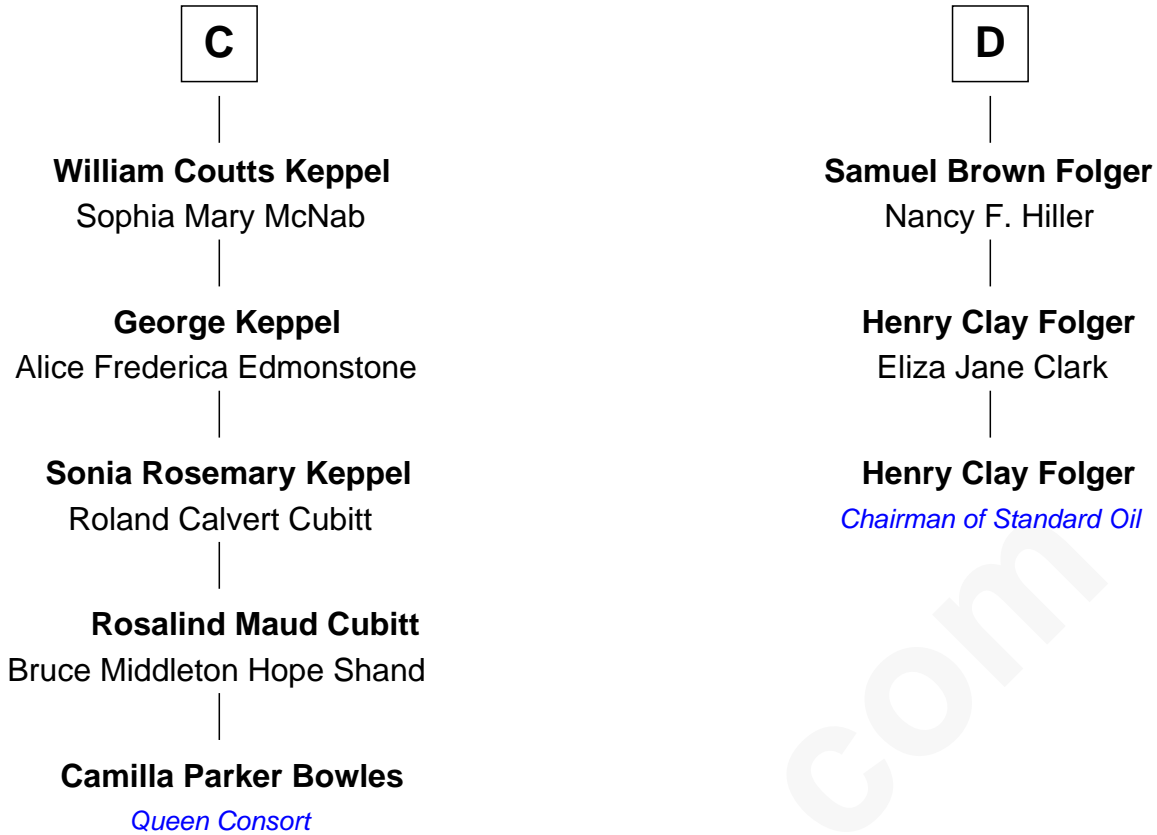 C
William Coutts Keppel
Sophia Mary McNab
George Keppel
Alice Frederica Edmonstone
Sonia Rosemary Keppel
Roland Calvert Cubitt
Rosalind Maud Cubitt
Bruce Middleton Hope Shand
Camilla Parker Bowles
Queen Consort
D
Samuel Brown Folger
Nancy F. Hiller
Henry Clay Folger
Eliza Jane Clark
Henry Clay Folger
Chairman of Standard Oil
com